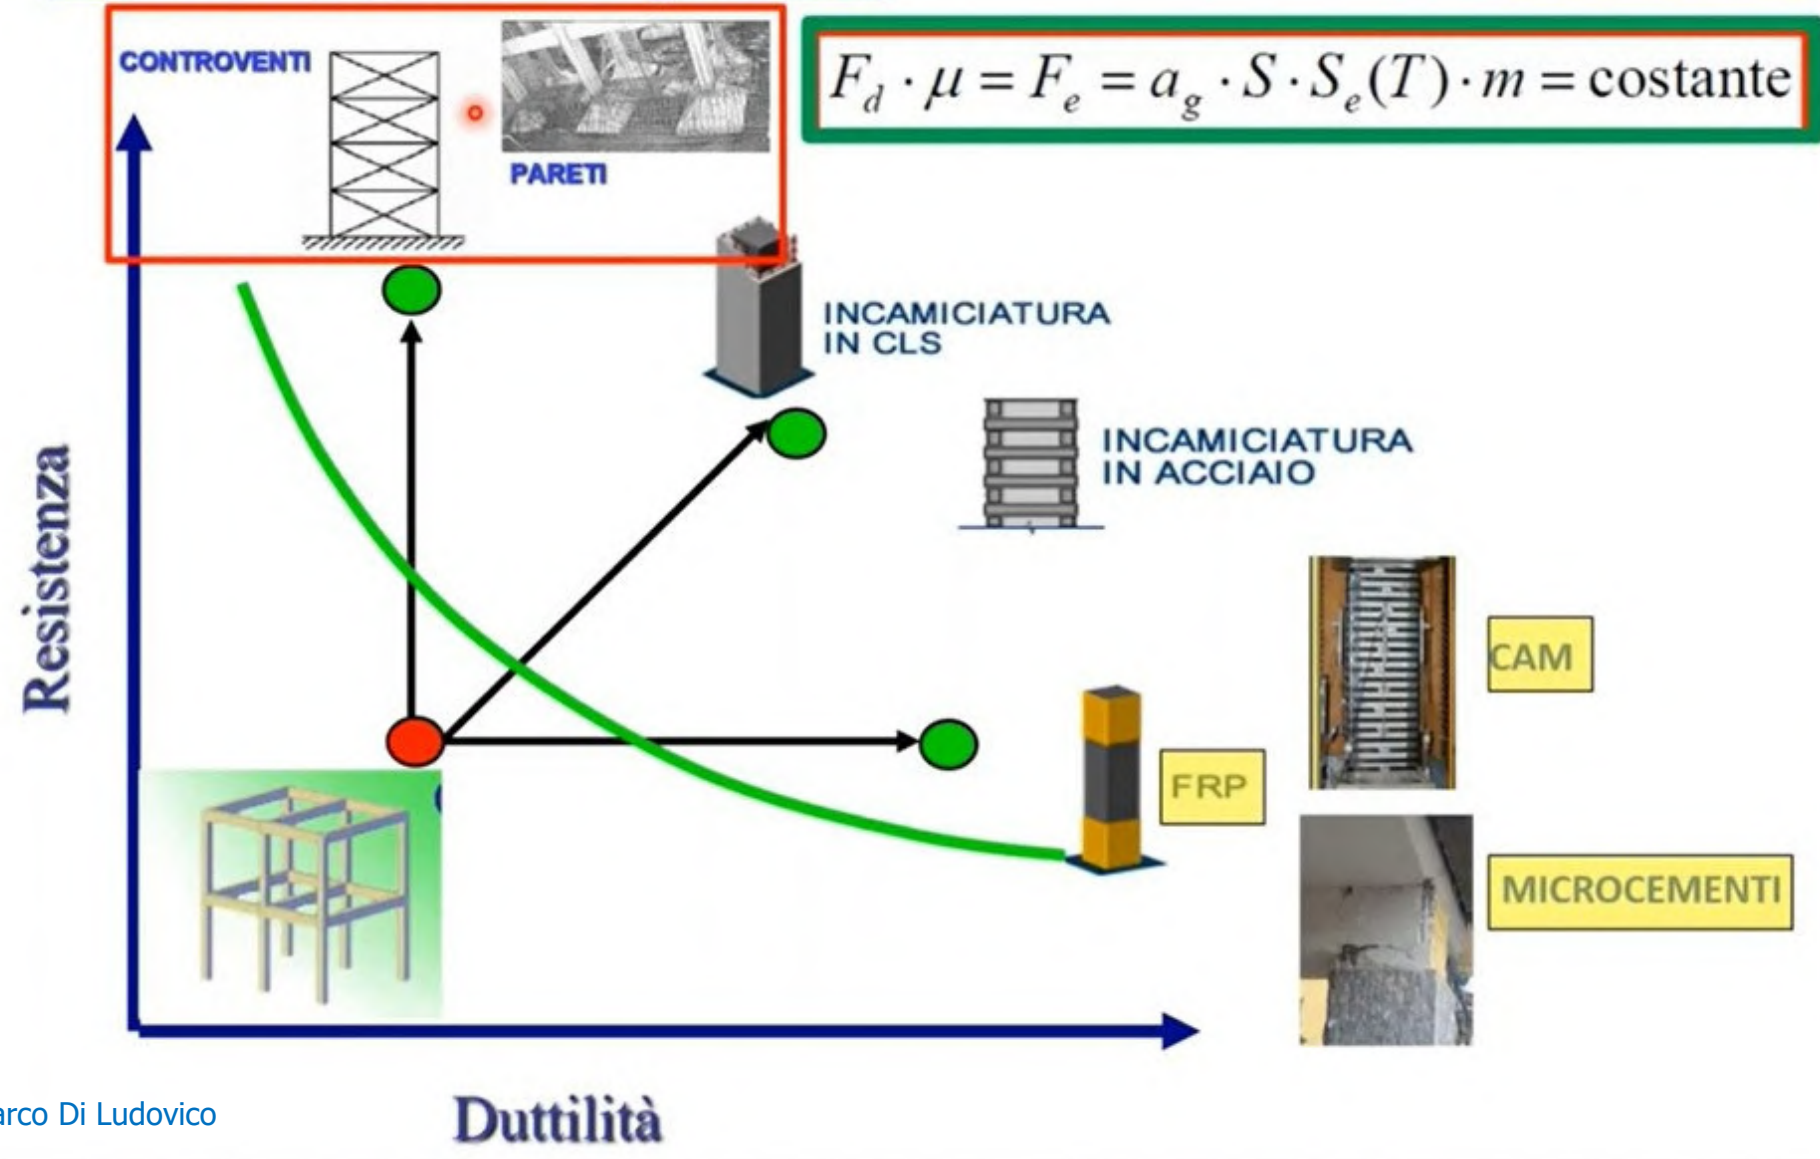 CONTROVENTI
PARETI
F_d · μ = F_e = a_g · S · S_e(T) · m = costante
INCAMICIATURA
IN CLS
INCAMICIATURA
IN ACCIAIO
CAM
FRP
MICROCEMENTI
Resistenza
Duttilità
arco Di Ludovico